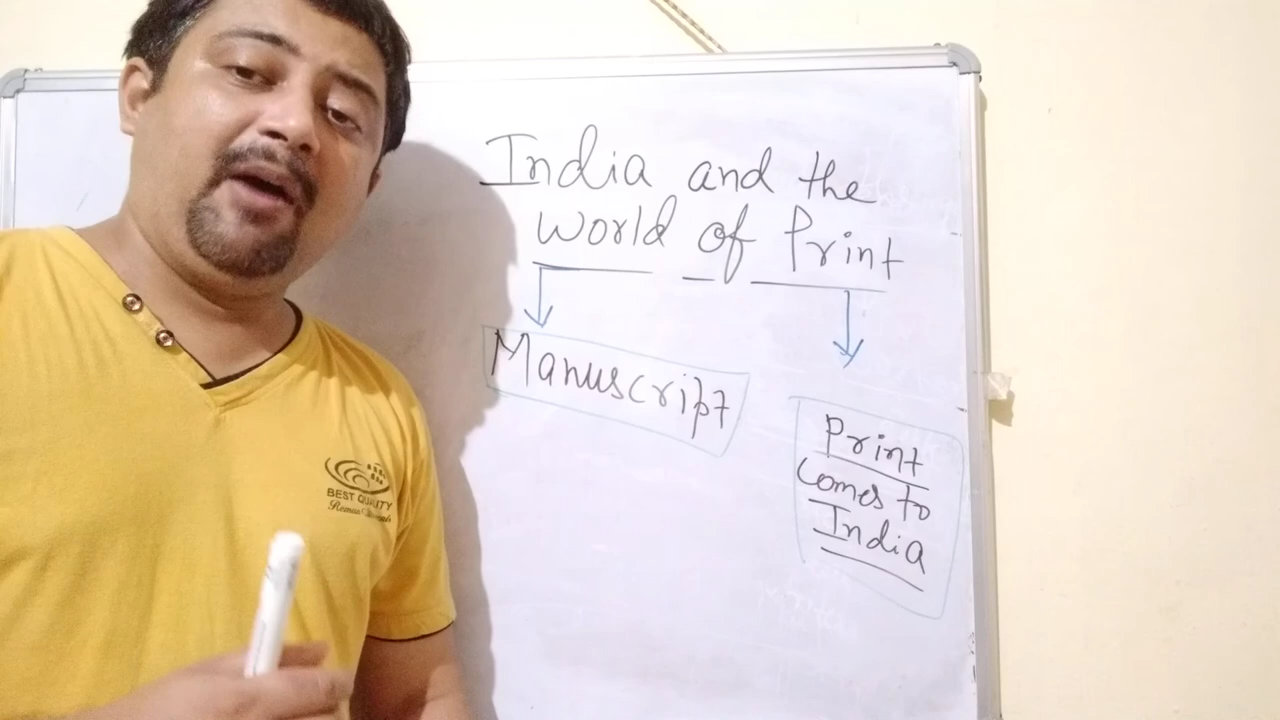 India and the
world of Print
Manuscript
Print
Comes to
India
BEST QUALITY